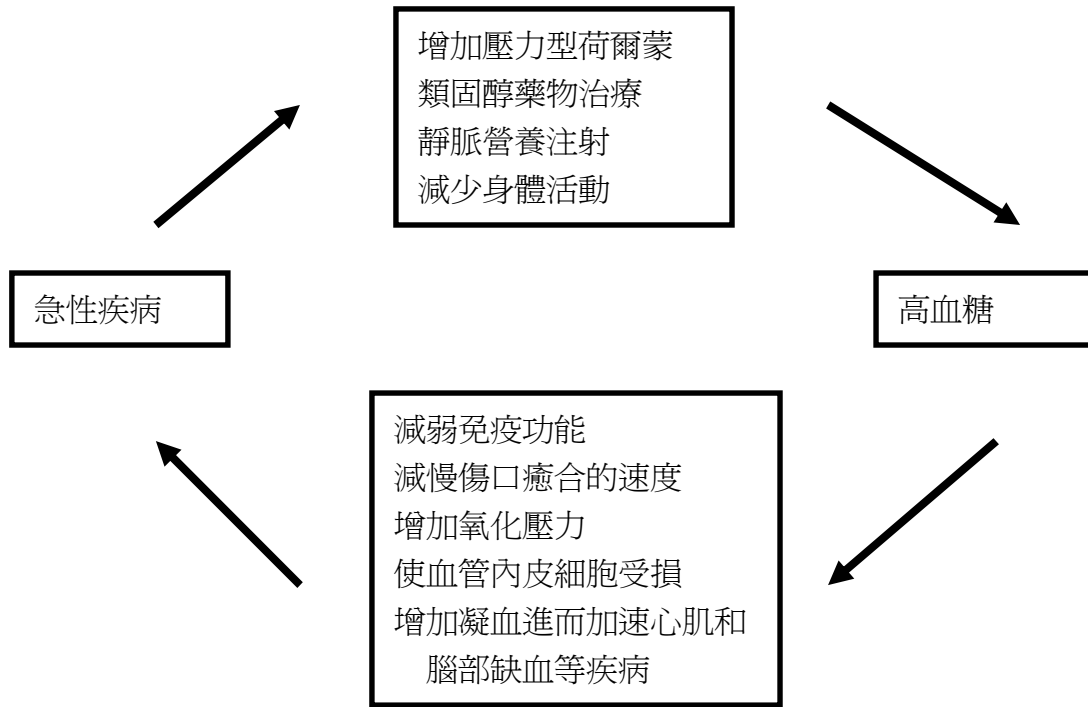 增加壓力型荷爾蒙
類固醇藥物治療
靜脈營養注射
減少身體活動
急性疾病
高血糖
減弱免疫功能
減慢傷口癒合的速度
增加氧化壓力
使血管內皮細胞受損
增加凝血進而加速心肌和
腦部缺血等疾病